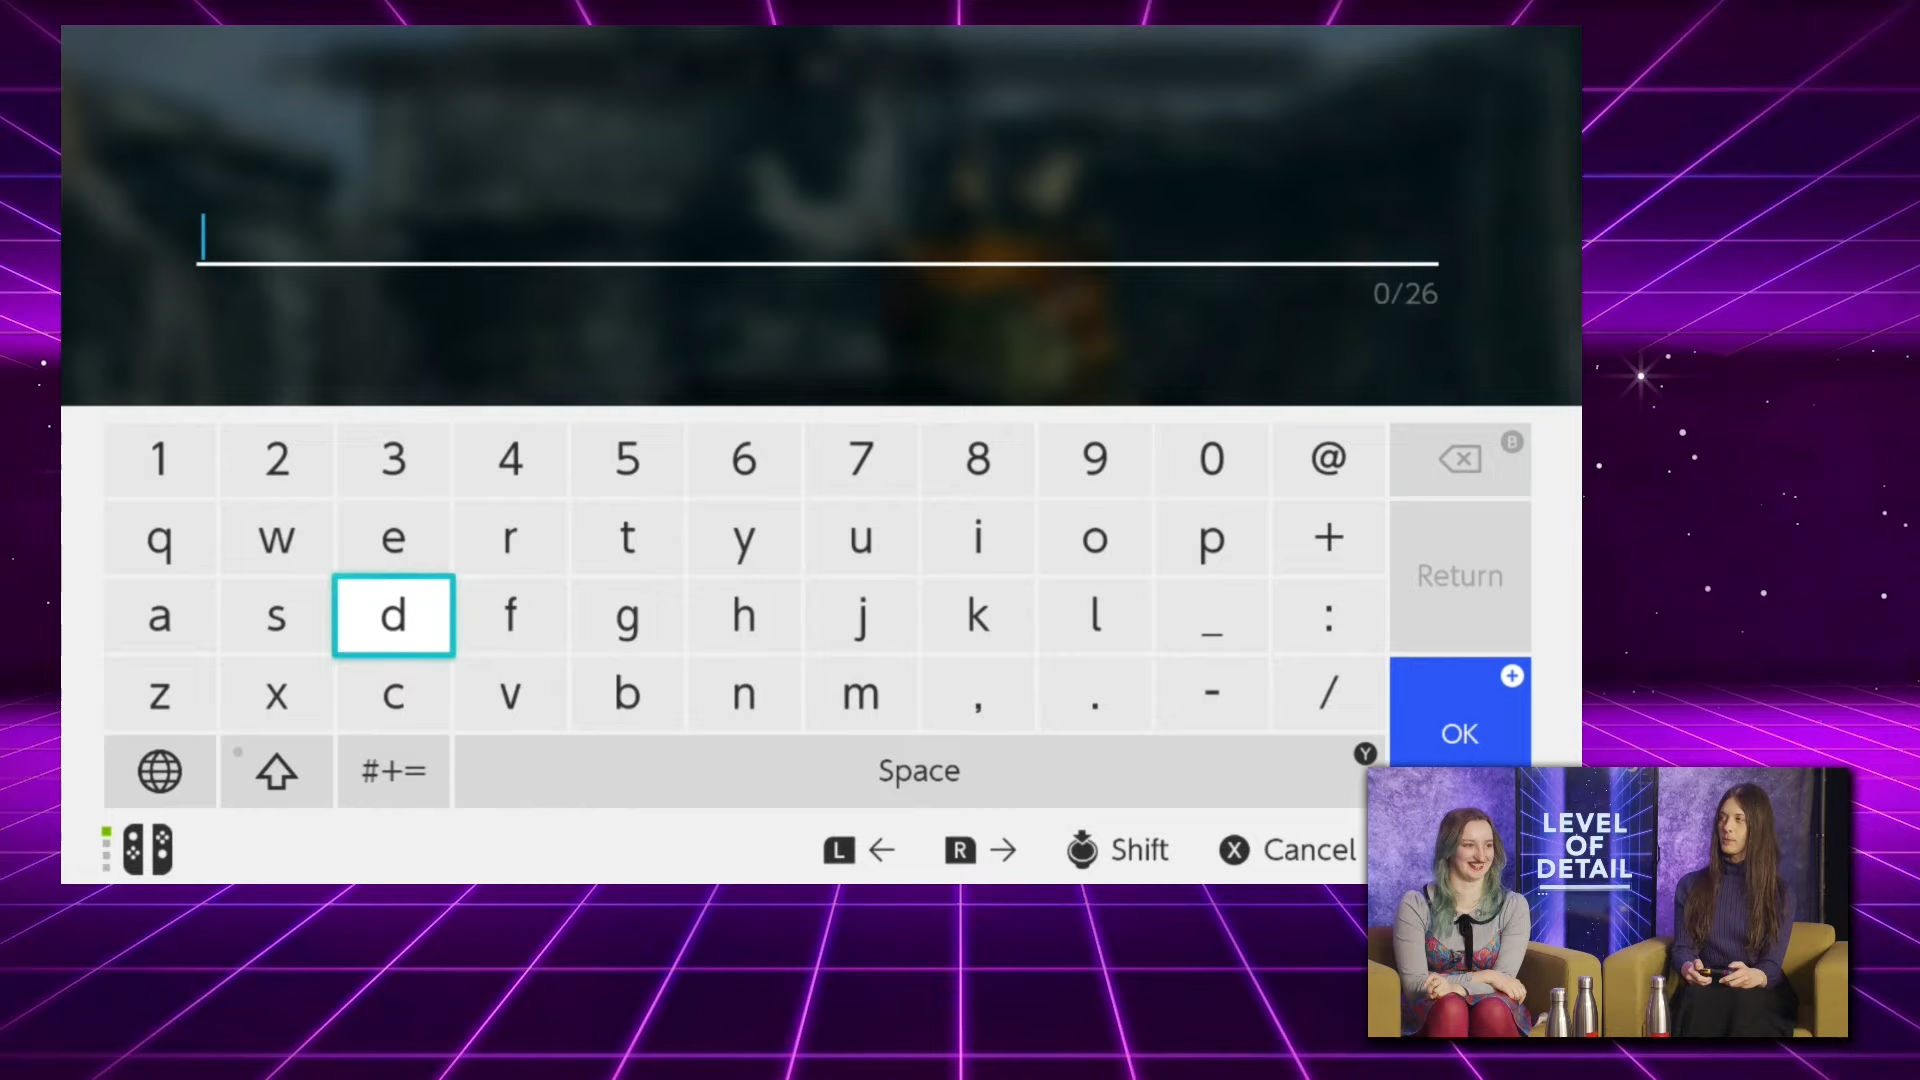 0/26
1 2 3 4 5 6 7 8 9 0 @ B
q w e r t y u i o p +
Return
a s d f g h j k l _ :
z x c v b n m , . - / +
OK
#+= Space Y
L ← R → Shift X Cancel
LEVEL
OF
DETAIL